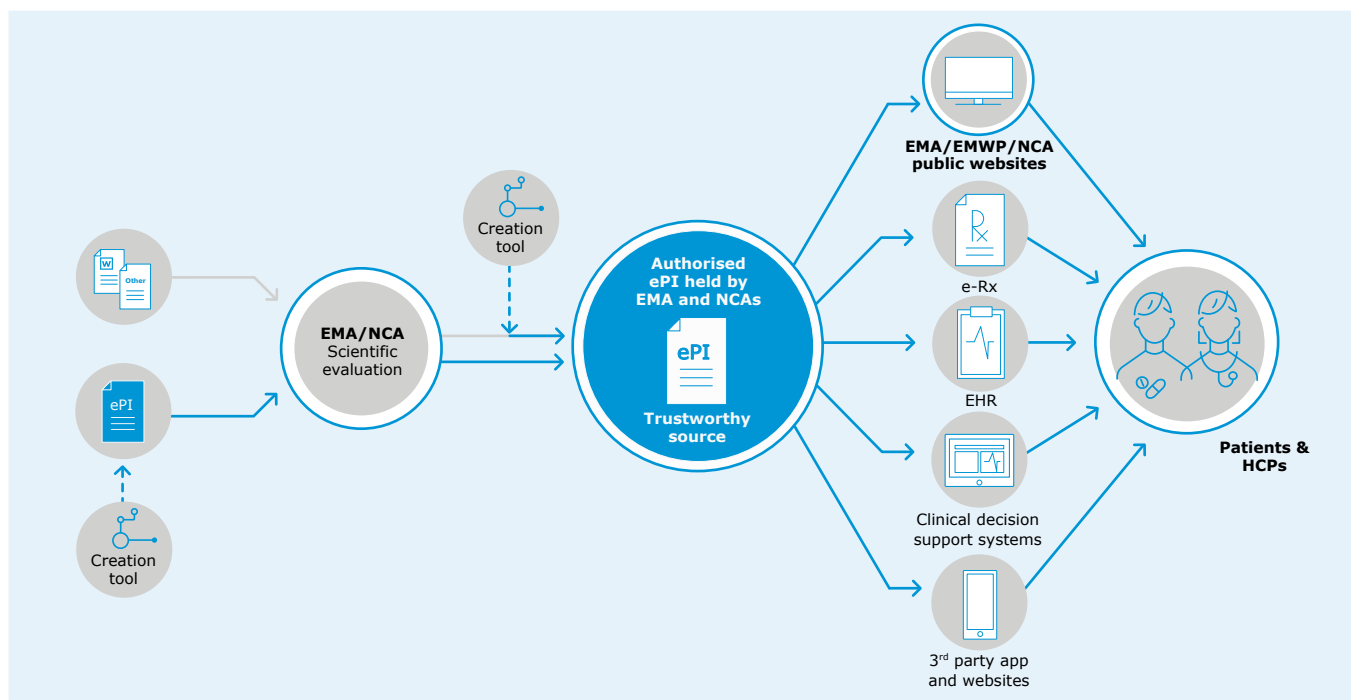 EMA/EMWP/NCA
public websites
Creation
tool
W
Other
Authorised
ePI held by
EMA and NCAs
ePI
Trustworthy
source
Rx
e-Rx
EMA/NCA
Scientific
evaluation
ePI
EHR
Patients &
HCPs
Creation
tool
Clinical decision
support systems
3rd party app
and websites